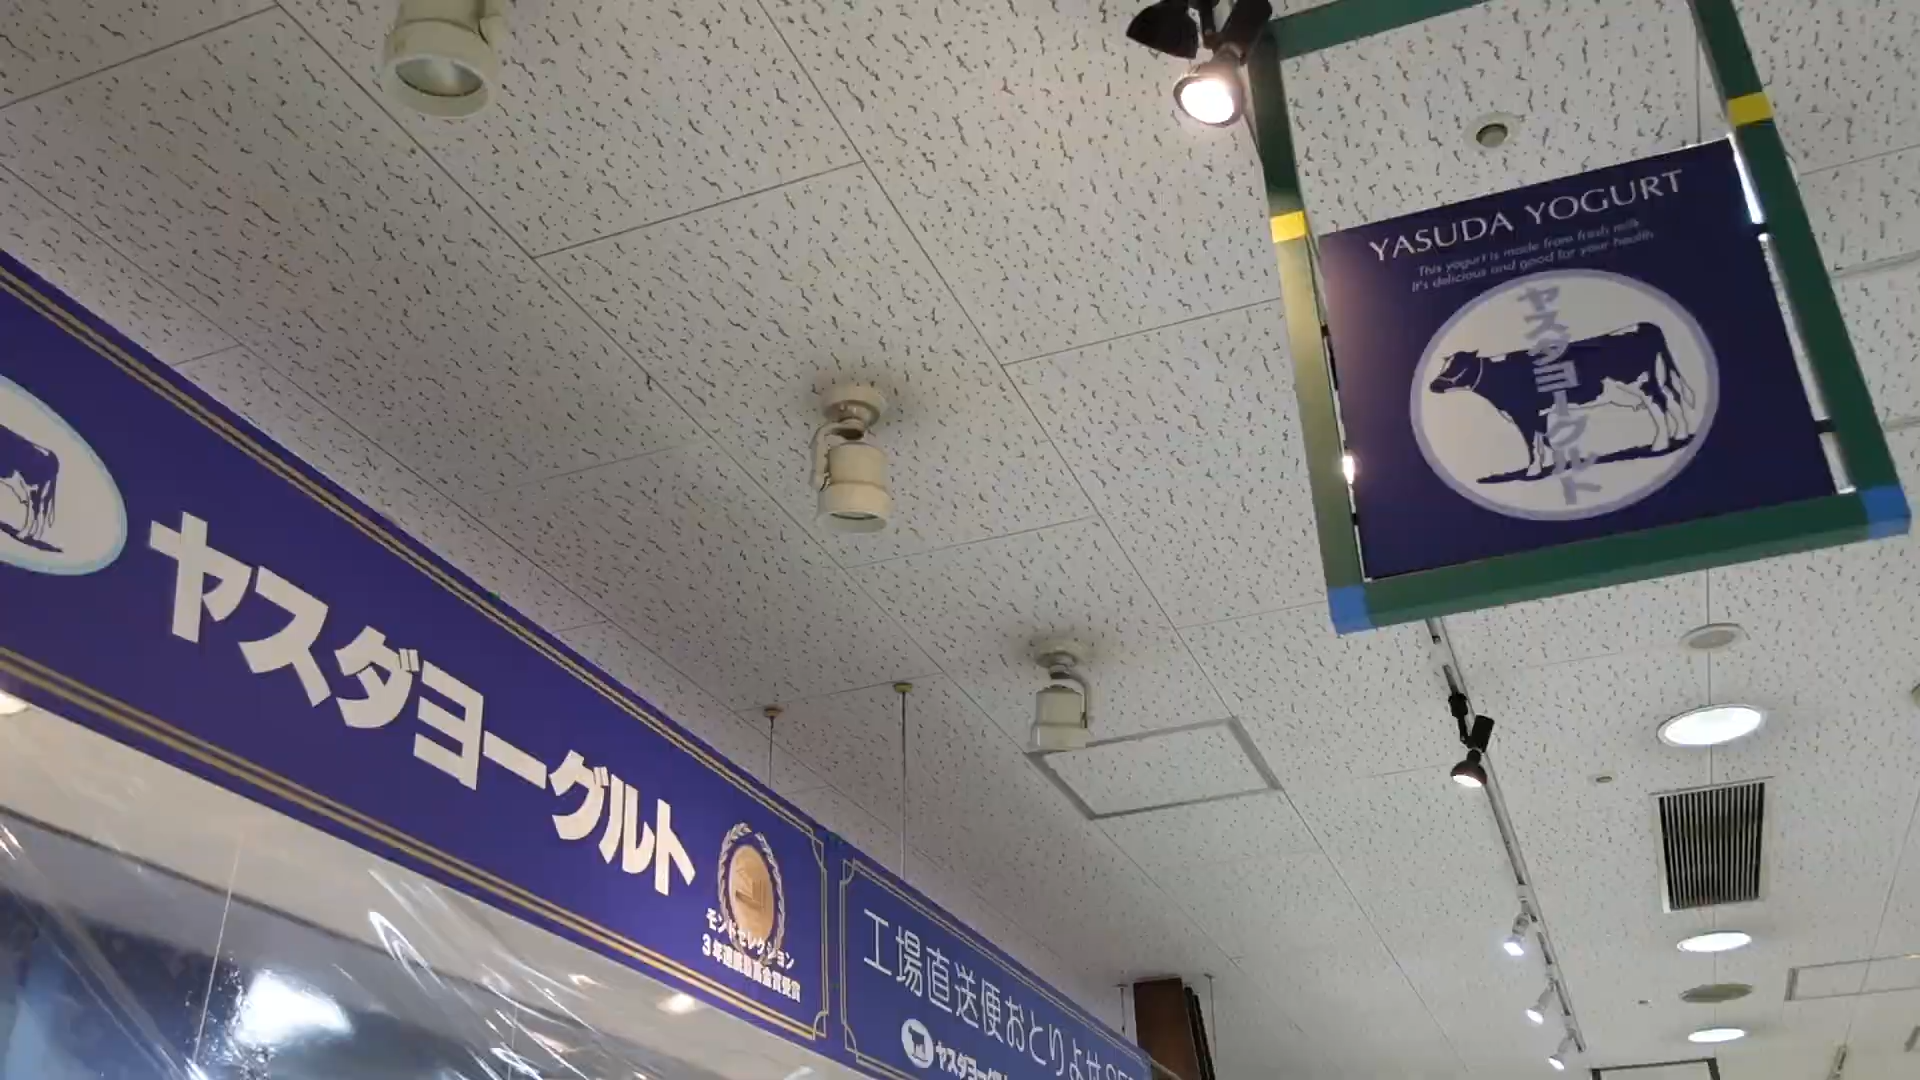 YASUDA YOGURT
This yogurt is made from fresh milk
It's delicious and good for your health
ヤスダヨーグルト
ヤスダヨーグルト
モンドセレクション
3年連続最高金賞受賞
工場直送便おとりよせ
ヤスダヨーグル